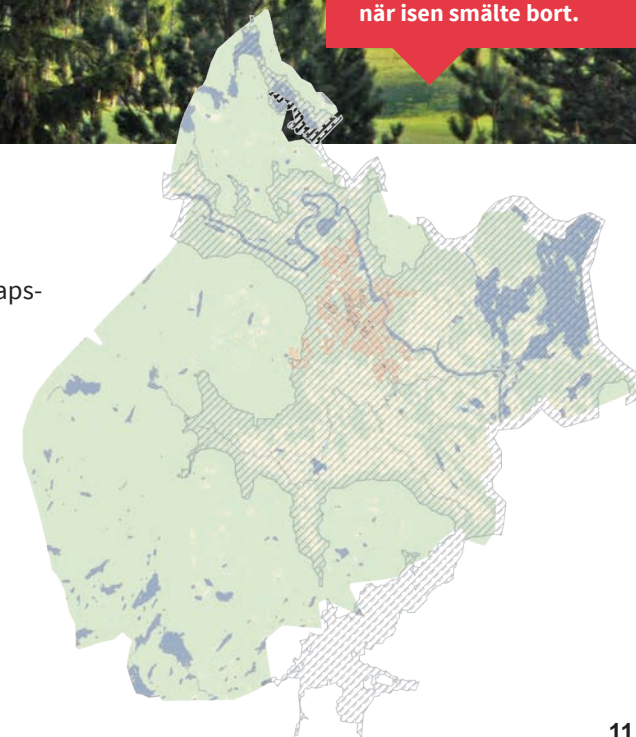 när isen smälte bort.
aps-
11